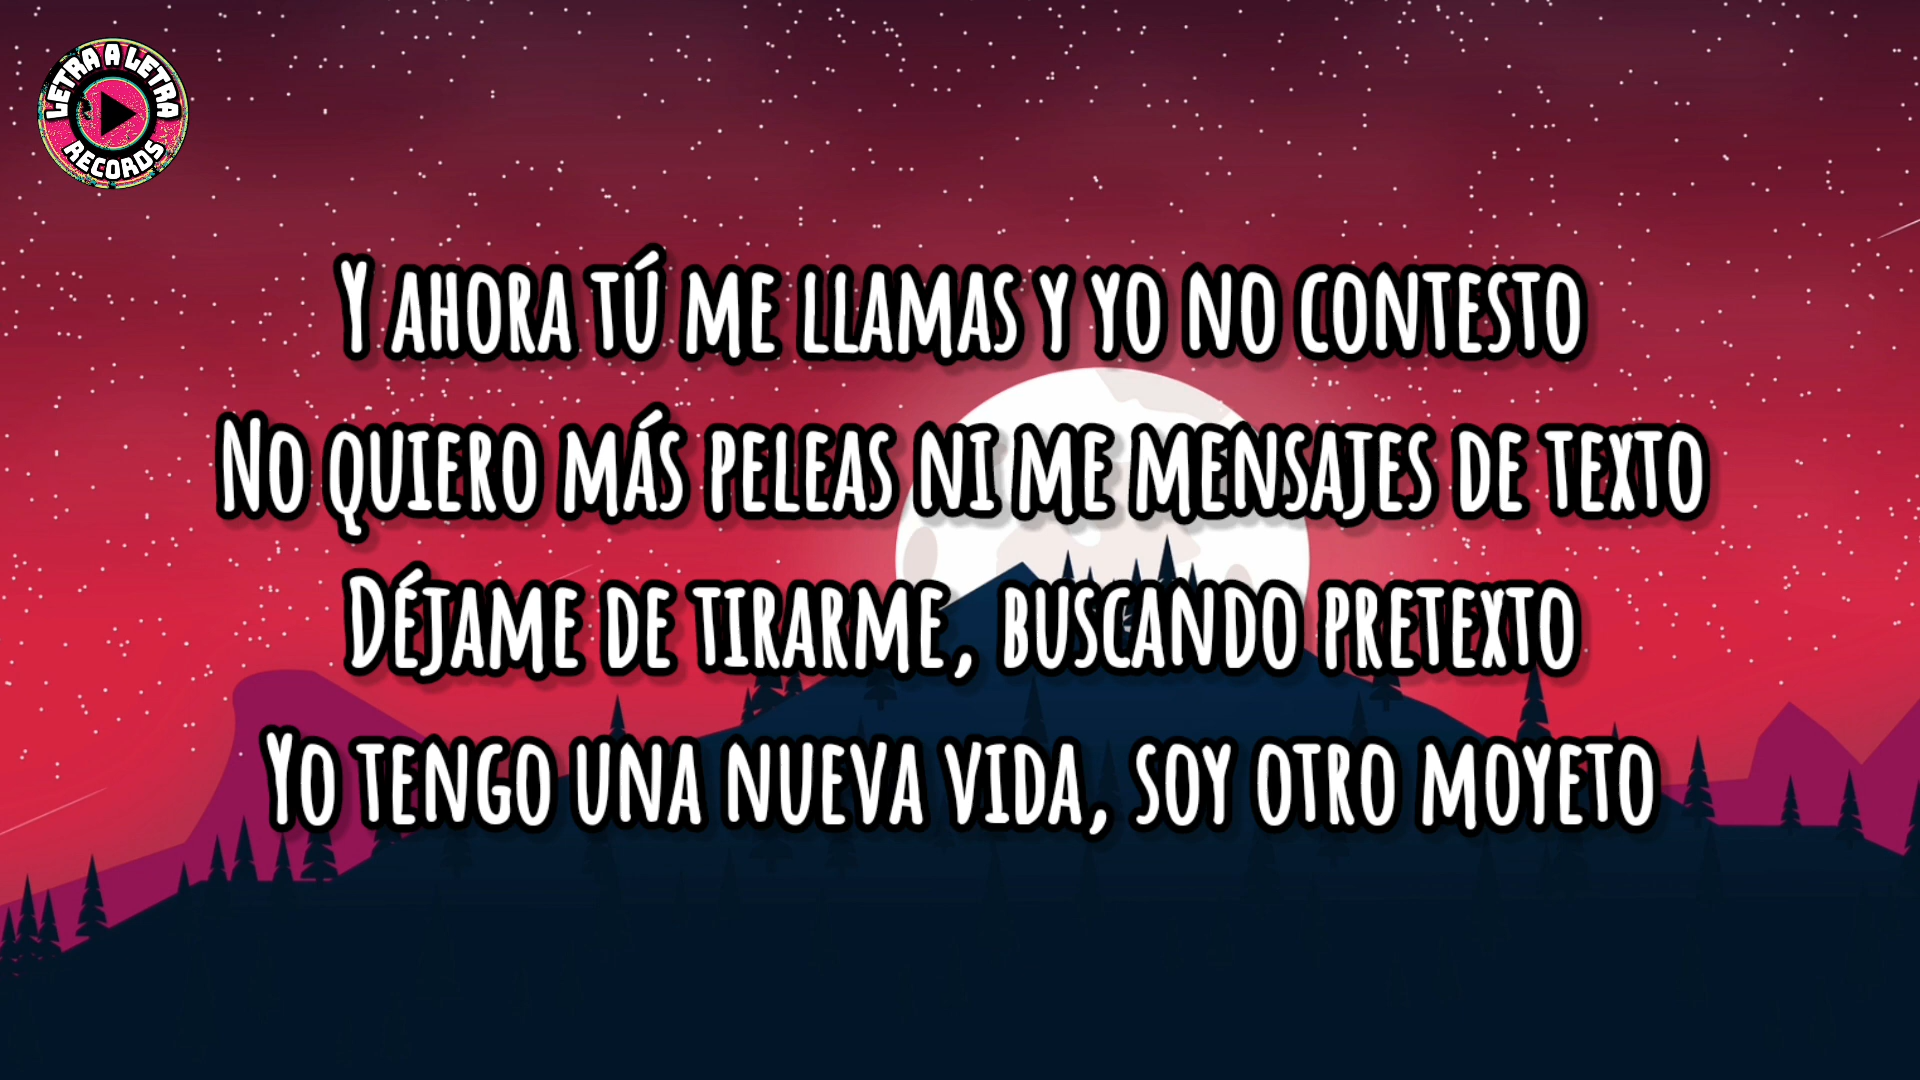 LETRA A LETRA
RECORDS
Y ahora tú me llamas y yo no contesto
No quiero más peleas ni me mensajes de texto
Déjame de tirarme, buscando pretexto
Yo tengo una nueva vida, soy otro moyeto